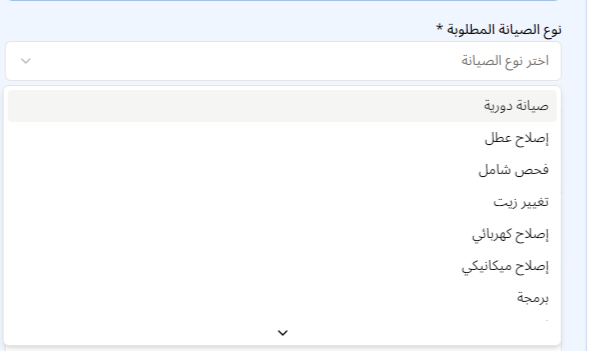 نوع الصيانة المطلوبة *
اختر نوع الصيانة
صيانة دورية
إصلاح عطل
فحص شامل
تغيير زيت
إصلاح كهربائي
إصلاح ميكانيكي
برمجة